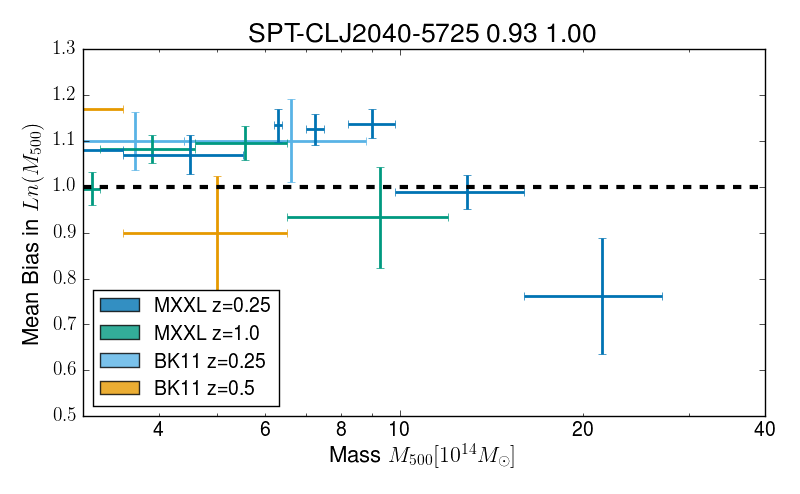 SPT-CLJ2040-5725 0.93 1.00
Mean Bias in Ln(M500)
1.3
1.2
1.1
1.0
0.9
0.8
0.7
0.6
0.5
MXXL z=0.25
MXXL z=1.0
BK11 z=0.25
BK11 z=0.5
4 6 8 10 20 40
Mass M500[10^14 M⊙]